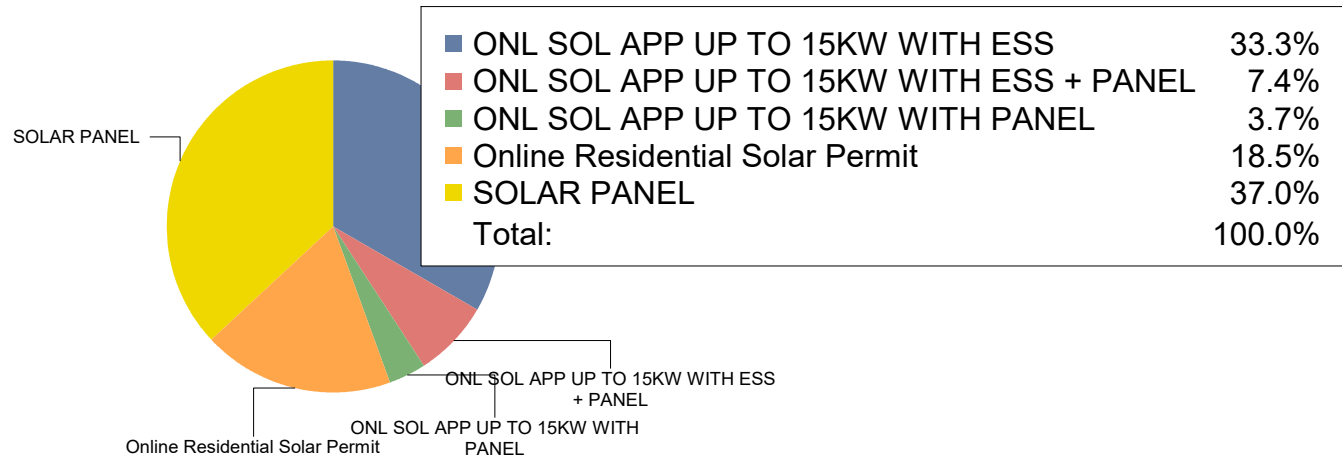 ONL SOL APP UP TO 15KW WITH ESS 33.3%
ONL SOL APP UP TO 15KW WITH ESS + PANEL 7.4%
ONL SOL APP UP TO 15KW WITH PANEL 3.7%
Online Residential Solar Permit 18.5%
SOLAR PANEL 37.0%
Total: 100.0%
SOLAR PANEL
ONL SOL APP UP TO 15KW WITH ESS
+ PANEL
ONL SOL APP UP TO 15KW WITH
PANEL
Online Residential Solar Permit